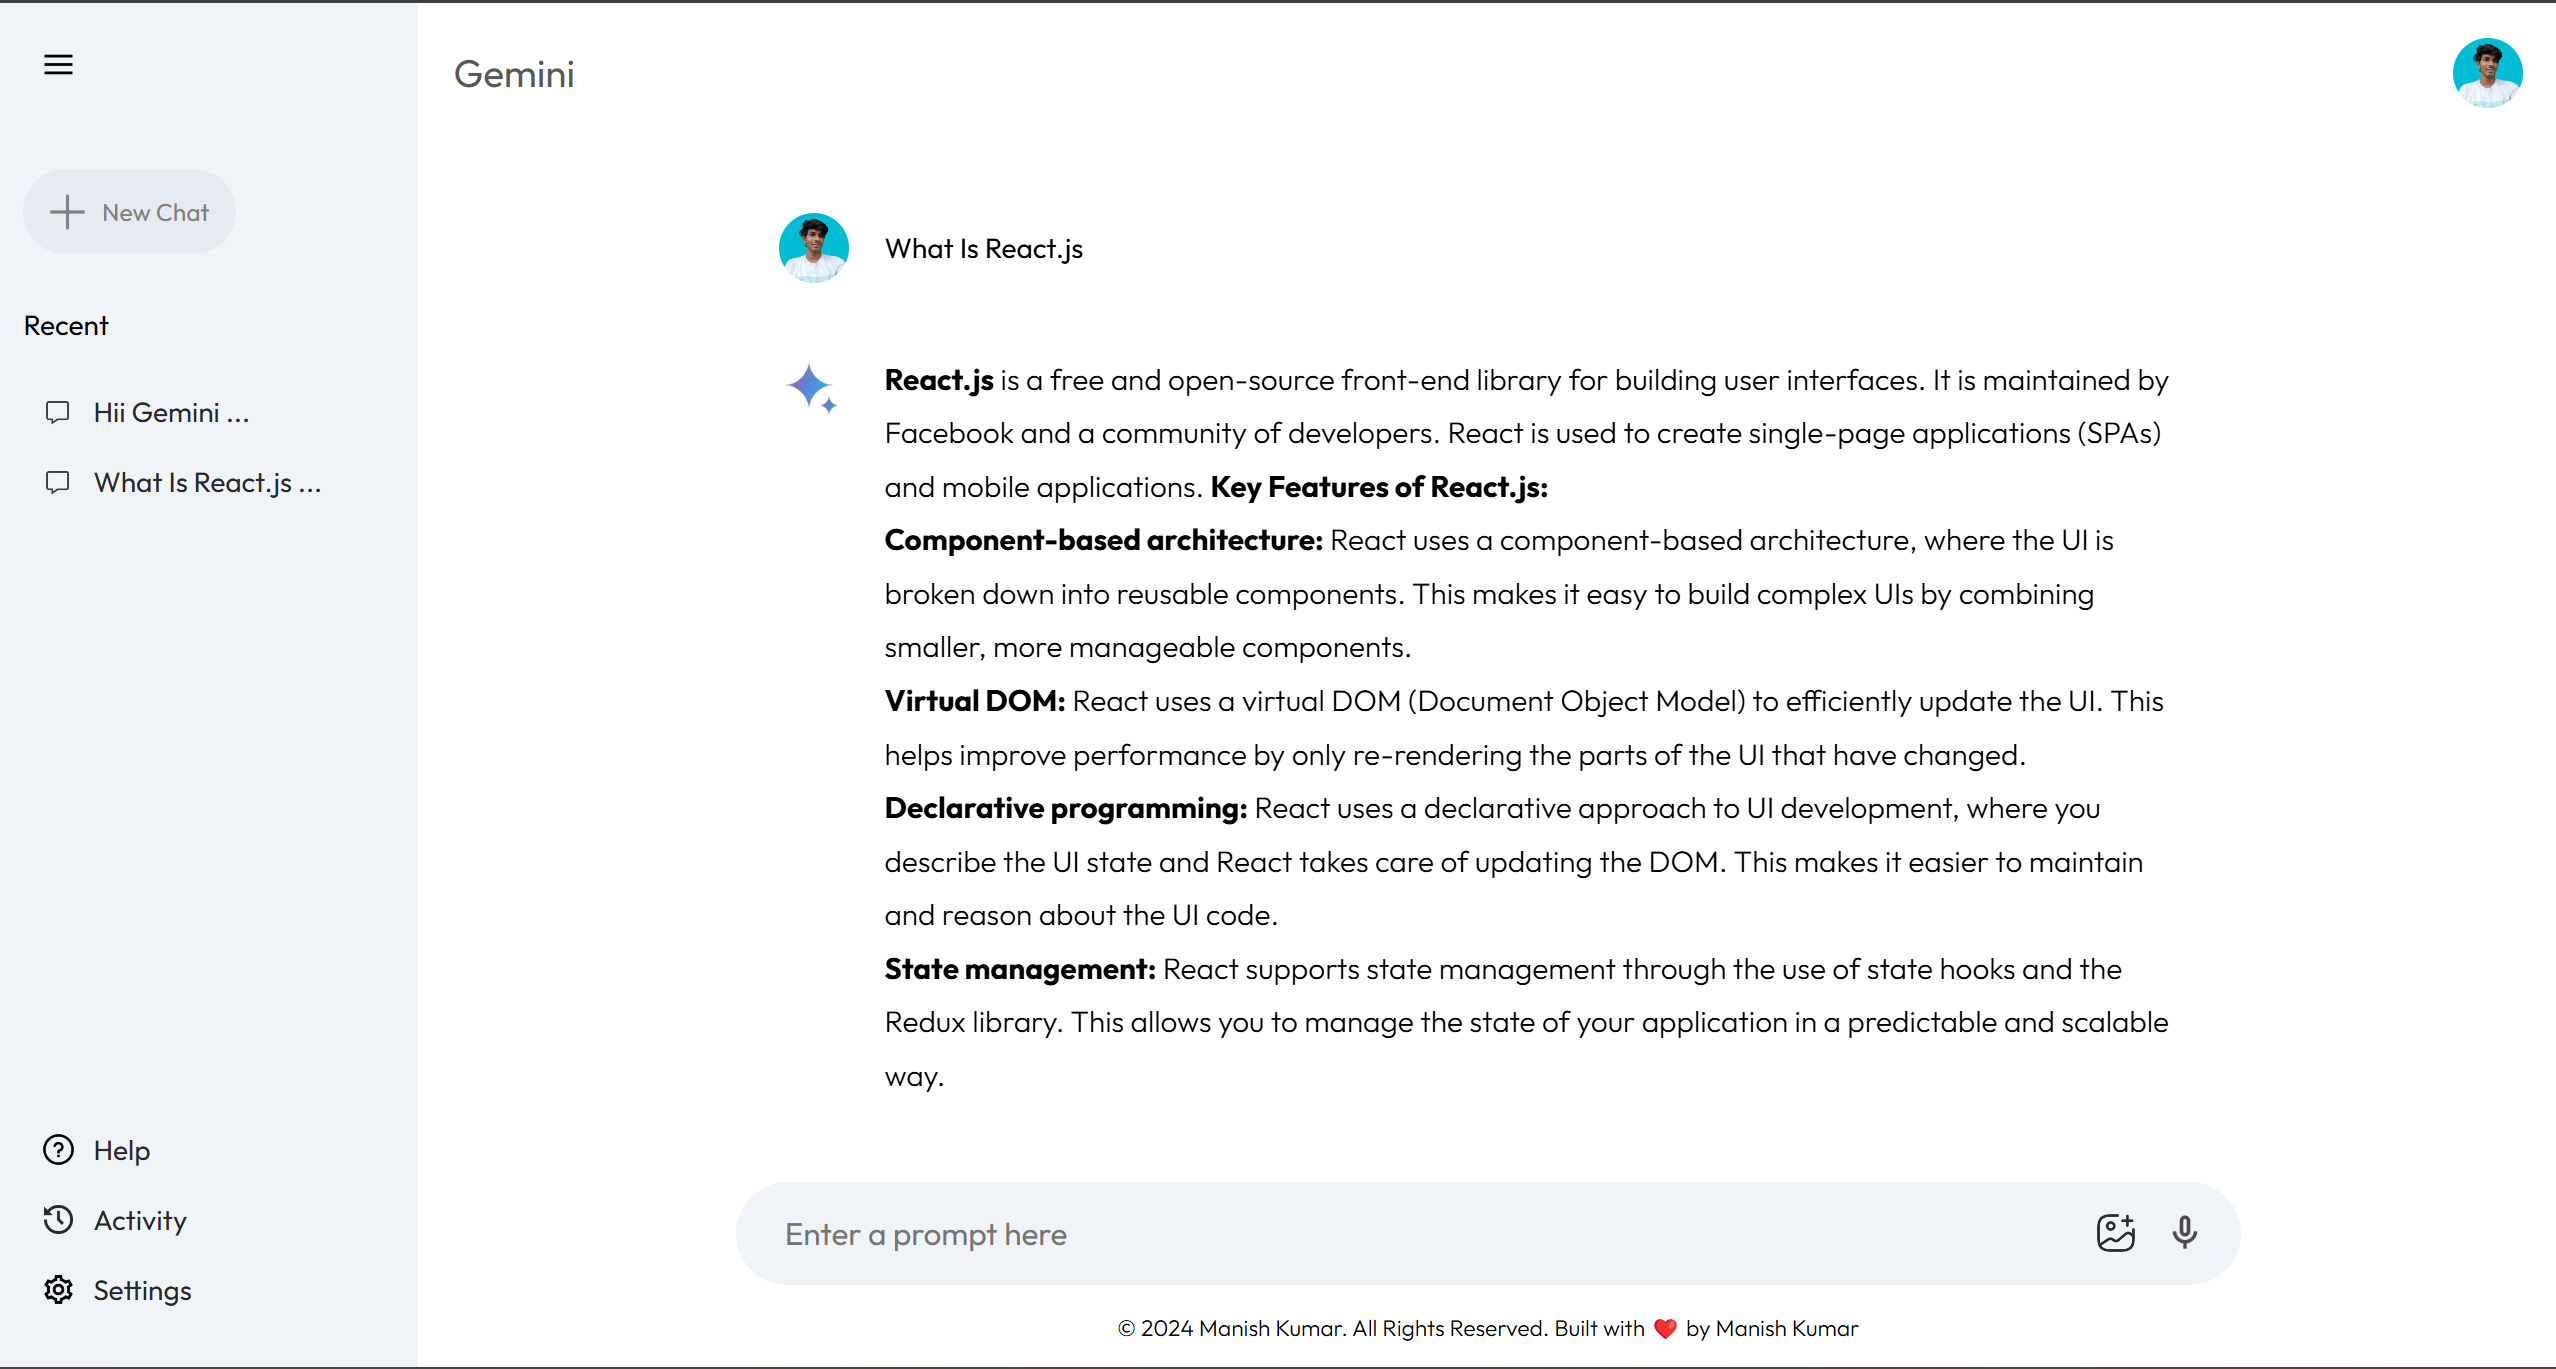 Gemini
New Chat
Recent
Hii Gemini ...
What Is React.js ...
Help
Activity
Settings
What Is React.js
React.js is a free and open-source front-end library for building user interfaces. It is maintained by
Facebook and a community of developers. React is used to create single-page applications (SPAs)
and mobile applications. Key Features of React.js:
Component-based architecture: React uses a component-based architecture, where the UI is
broken down into reusable components. This makes it easy to build complex UIs by combining
smaller, more manageable components.
Virtual DOM: React uses a virtual DOM (Document Object Model) to efficiently update the UI. This
helps improve performance by only re-rendering the parts of the UI that have changed.
Declarative programming: React uses a declarative approach to UI development, where you
describe the UI state and React takes care of updating the DOM. This makes it easier to maintain
and reason about the UI code.
State management: React supports state management through the use of state hooks and the
Redux library. This allows you to manage the state of your application in a predictable and scalable
way.
Enter a prompt here
© 2024 Manish Kumar. All Rights Reserved. Built with ❤️ by Manish Kumar